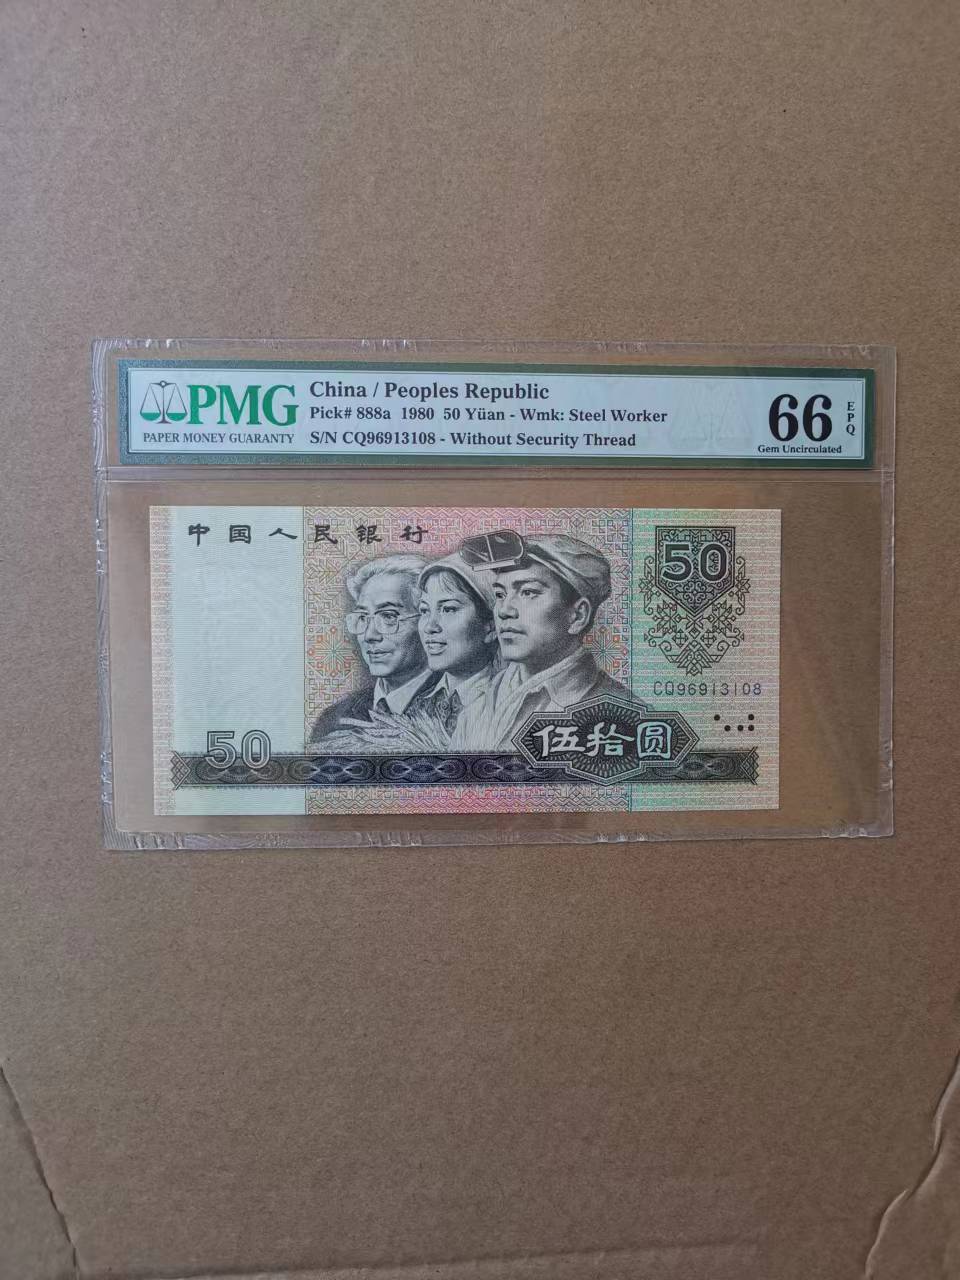 PMG
PAPER MONEY GUARANTY
China / Peoples Republic
Pick# 888a 1980 50 Yüan - Wmk: Steel Worker
S/N CQ96913108 - Without Security Thread
66
EPQ
Gem Uncirculated
中国人民银行
50
CQ96913108
50
伍拾圆